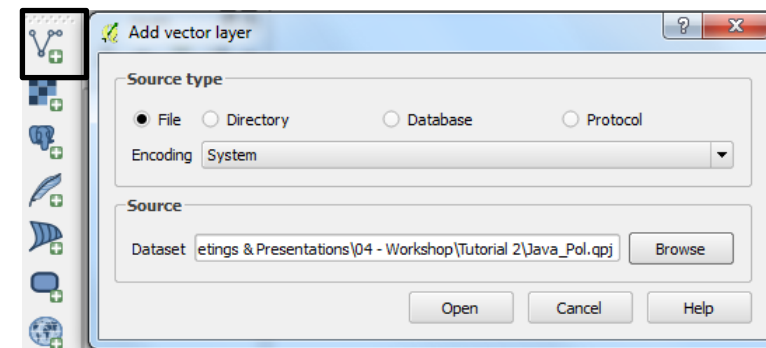 Add vector layer
Source type
File Directory Database Protocol
Encoding System
Source
Dataset etings & Presentations\04 - Workshop\Tutorial 2\Java_Pol.qpj Browse
Open Cancel Help